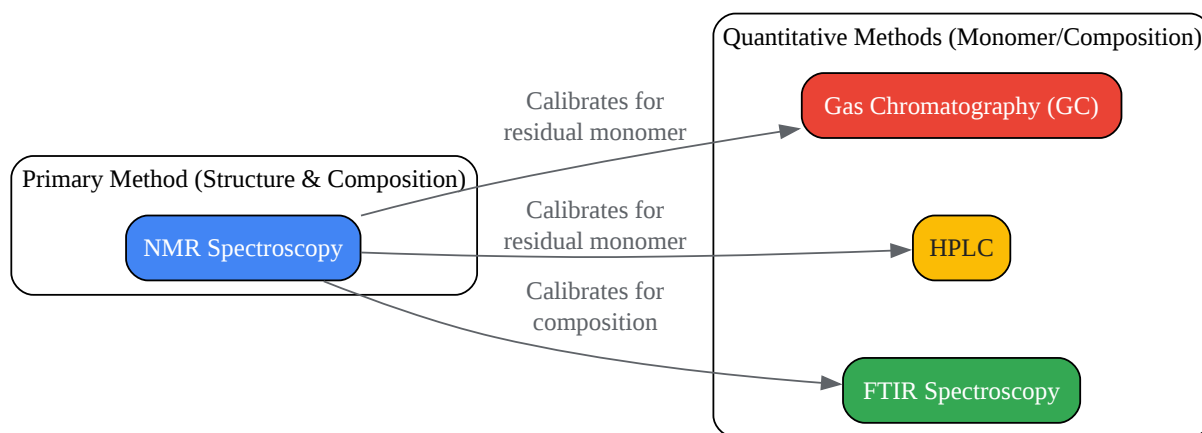 Quantitative Methods (Monomer/Composition)
Gas Chromatography (GC)
Calibrates for
residual monomer
Primary Method (Structure & Composition)
NMR Spectroscopy
Calibrates for
residual monomer
HPLC
Calibrates for
composition
FTIR Spectroscopy